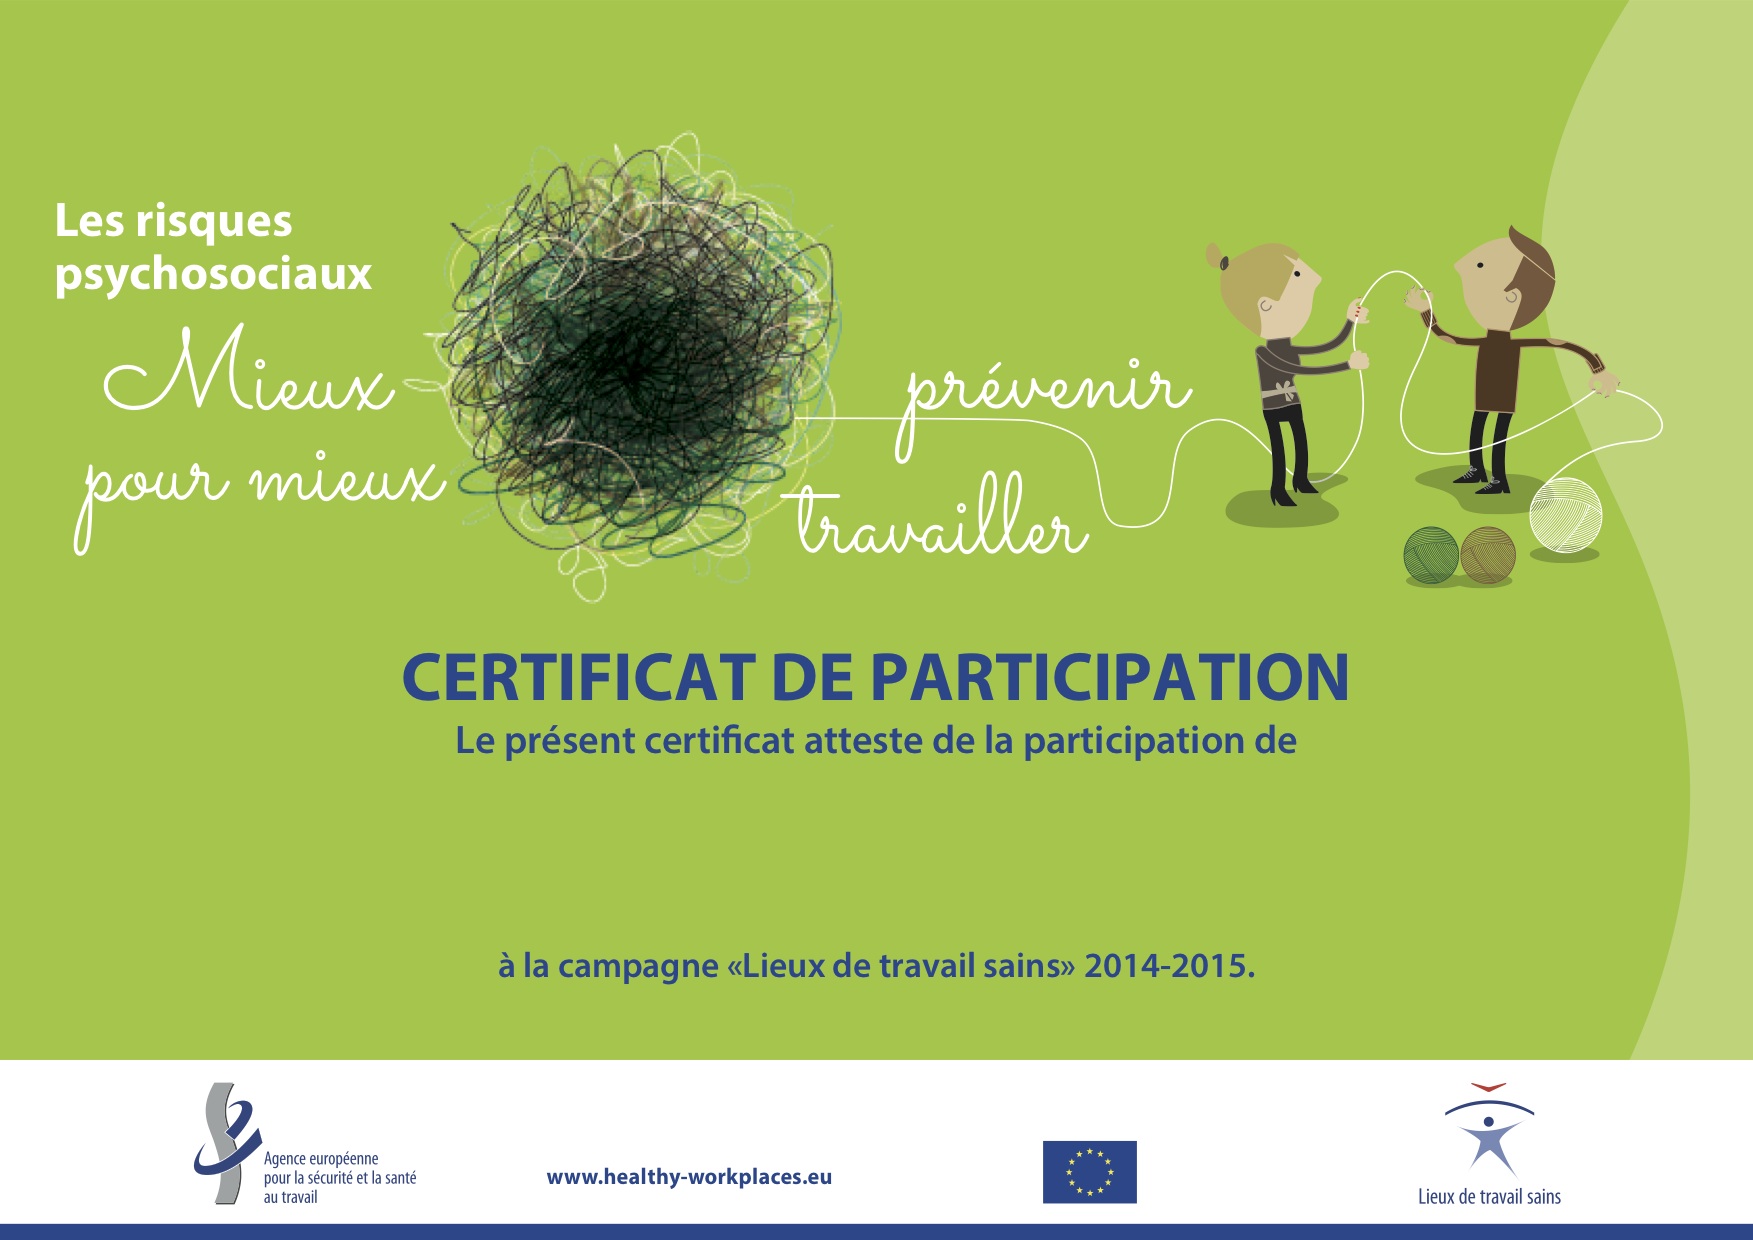 Les risques
psychosociaux
Mieux prévenir
pour mieux travailler
CERTIFICAT DE PARTICIPATION
Le présent certificat atteste de la participation de
à la campagne «Lieux de travail sains» 2014-2015.
Agence européenne
pour la sécurité et la santé
au travail
www.healthy-workplaces.eu
Lieux de travail sains